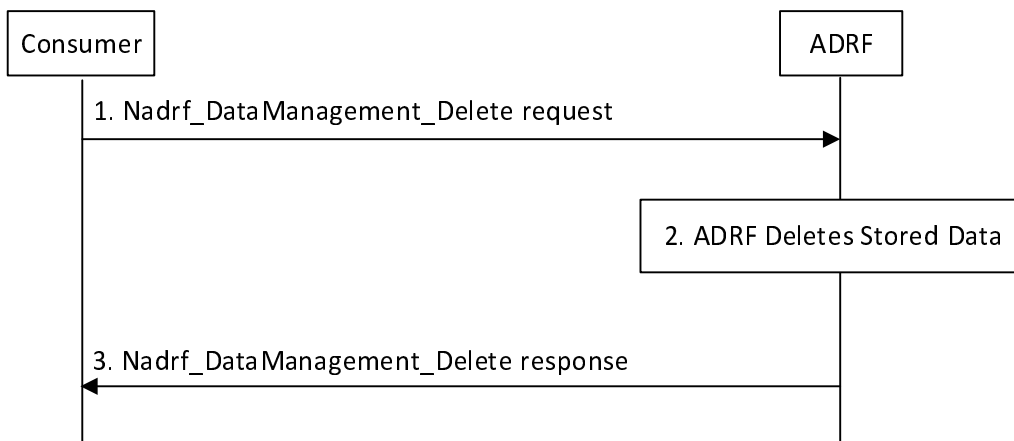 Consumer
ADRF
1. Nadrf_DataManagement_Delete request
2. ADRF Deletes Stored Data
3. Nadrf_DataManagement_Delete response